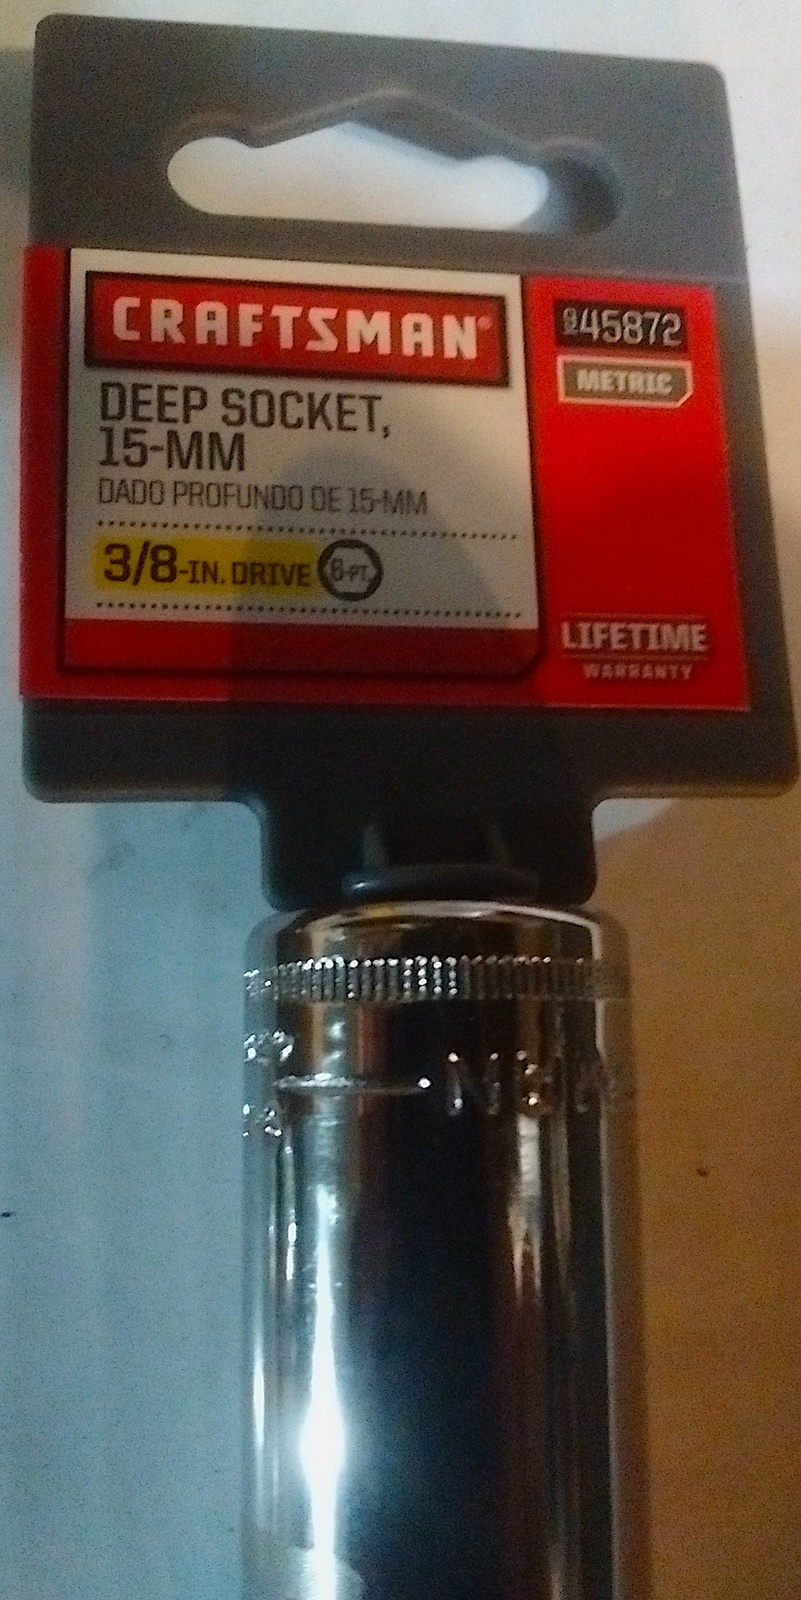 CRAFTSMAN®
DEEP SOCKET,
15-MM
DADO PROFUNDO DE 15-MM
3/8-IN. DRIVE 6-PT.
945872
METRIC
LIFETIME
WARRANTY